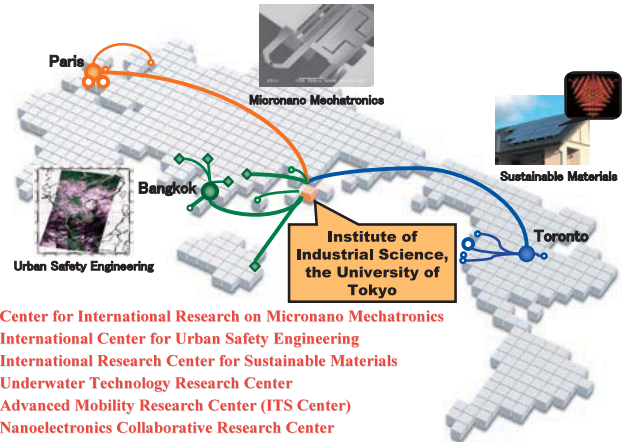 Paris
Micronano Mechatronics
Sustainable Materials
Bangkok
Urban Safety Engineering
Toronto
Institute of
Industrial Science,
the University of
Tokyo
Center for International Research on Micronano Mechatronics
International Center for Urban Safety Engineering
International Research Center for Sustainable Materials
Underwater Technology Research Center
Advanced Mobility Research Center (ITS Center)
Nanoelectronics Collaborative Research Center